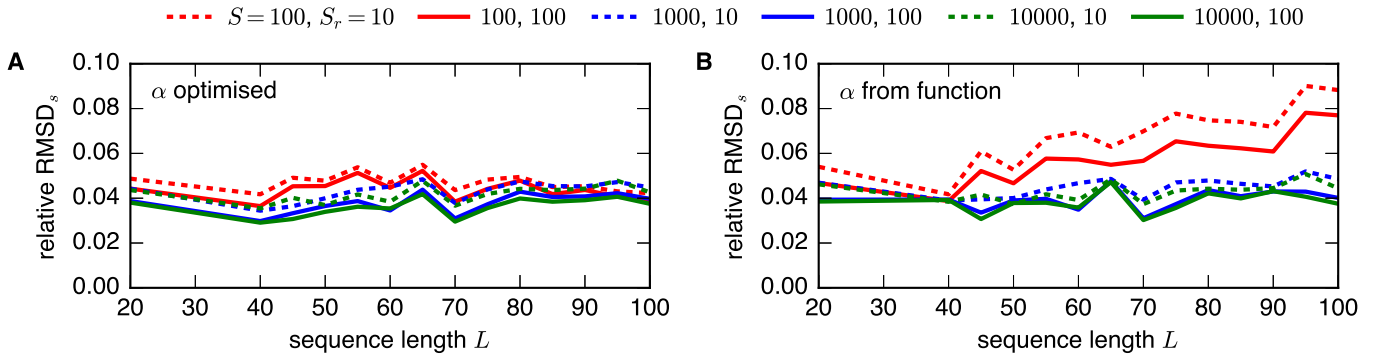 S = 100, Sr = 10 100, 100 1000, 10 1000, 100 10000, 10 10000, 100
A
α optimised
relative RMSDs
0.10
0.08
0.06
0.04
0.02
0.00
20 30 40 50 60 70 80 90 100
sequence length L
B
α from function
relative RMSDs
0.10
0.08
0.06
0.04
0.02
0.00
20 30 40 50 60 70 80 90 100
sequence length L